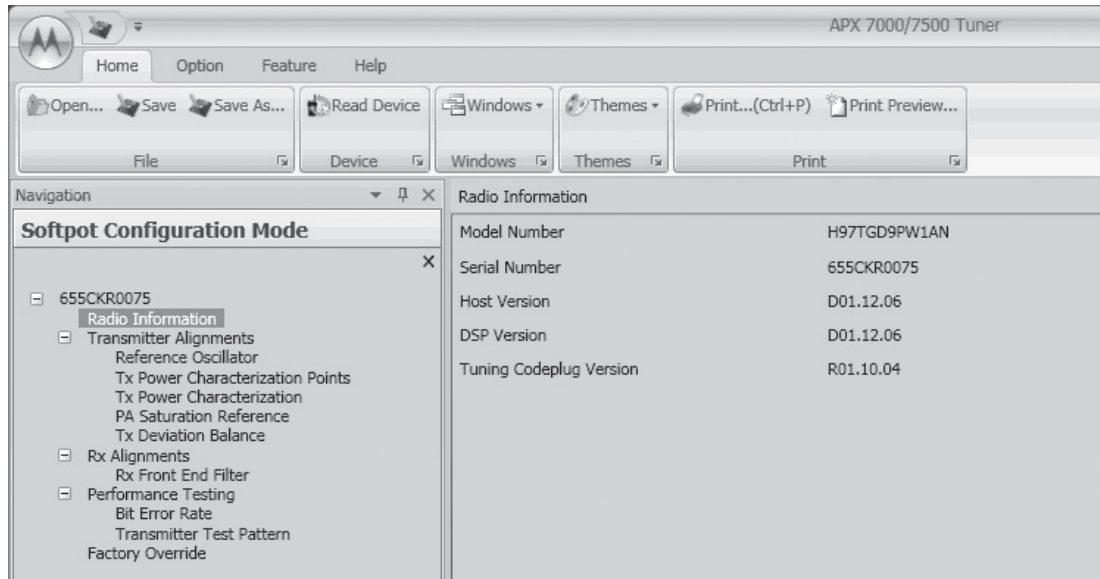 APX 7000/7500 Tuner
Home Option Feature Help
Open... Save Save As... Read Device Windows Themes Print...(Ctrl+P) Print Preview...
File Device Windows Themes Print
Navigation
Softpot Configuration Mode
655CKR0075
Radio Information
Transmitter Alignments
Reference Oscillator
Tx Power Characterization Points
Tx Power Characterization
PA Saturation Reference
Tx Deviation Balance
Rx Alignments
Rx Front End Filter
Performance Testing
Bit Error Rate
Transmitter Test Pattern
Factory Override
Radio Information
Model Number H97TGD9PW1AN
Serial Number 655CKR0075
Host Version D01.12.06
DSP Version D01.12.06
Tuning Codeplug Version R01.10.04